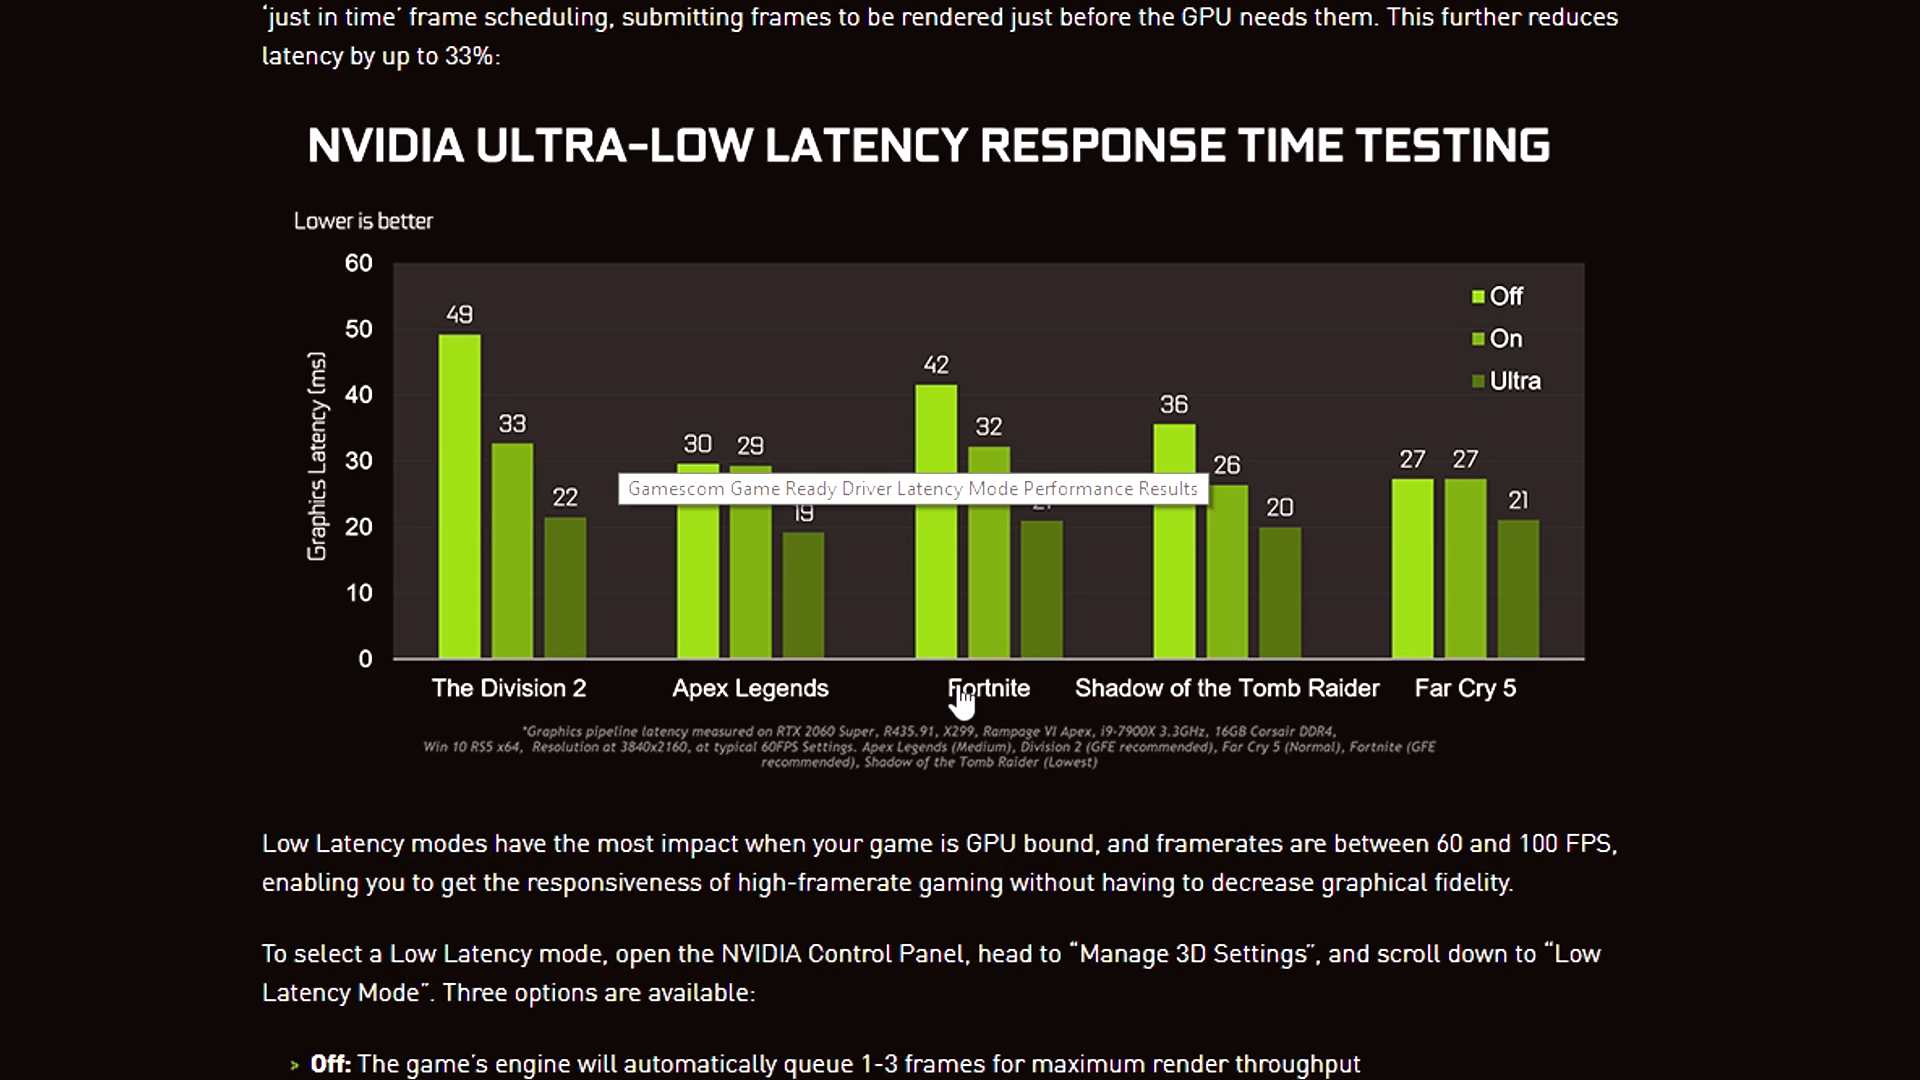 ‘just in time’ frame scheduling, submitting frames to be rendered just before the GPU needs them. This further reduces
latency by up to 33%:
NVIDIA ULTRA-LOW LATENCY RESPONSE TIME TESTING
Lower is better
Graphics Latency (ms)
60
50
40
30
20
10
0
Off
On
Ultra
49
33
22
30
29
19
42
32
36
26
20
27
27
21
Gamescom Game Ready Driver Latency Mode Performance Results
The Division 2
Apex Legends
Fortnite
Shadow of the Tomb Raider
Far Cry 5
*Graphics pipeline latency measured on RTX 2060 Super, R435.91, X299, Rampage VI Apex, i9-7900X 3.3GHz, 16GB Corsair DDR4,
Win 10 RS5 x64, Resolution at 3840x2160, at typical 60FPS Settings. Apex Legends (Medium), Division 2 (GFE recommended), Far Cry 5 (Normal), Fortnite (GFE
recommended), Shadow of the Tomb Raider (Lowest)
Low Latency modes have the most impact when your game is GPU bound, and framerates are between 60 and 100 FPS,
enabling you to get the responsiveness of high-framerate gaming without having to decrease graphical fidelity.
To select a Low Latency mode, open the NVIDIA Control Panel, head to “Manage 3D Settings”, and scroll down to “Low
Latency Mode”. Three options are available:
› Off: The game’s engine will automatically queue 1-3 frames for maximum render throughput